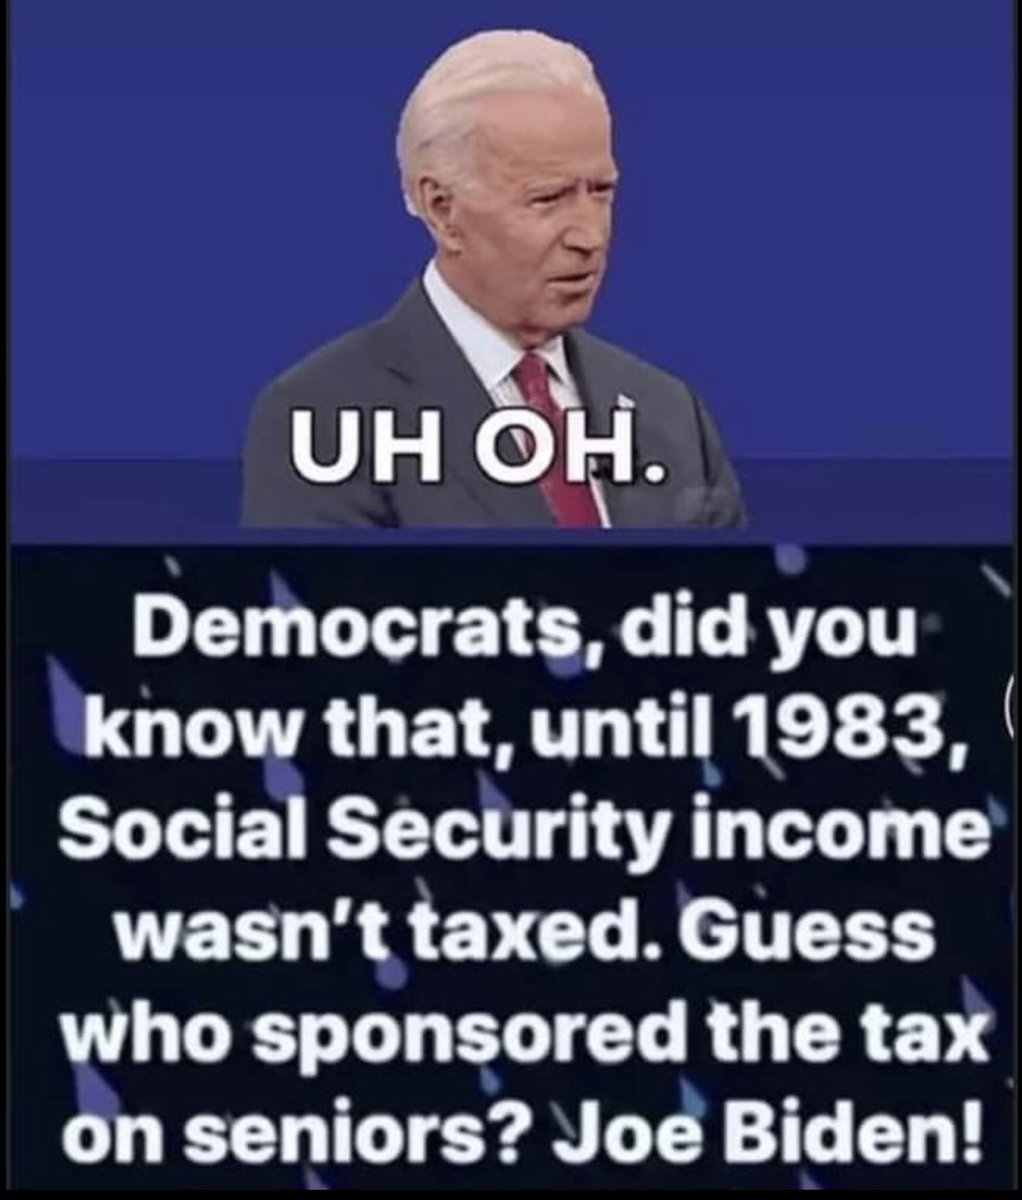 UH OH.
Democrats, did you
know that, until 1983,
Social Security income
wasn't taxed. Guess
who sponsored the tax
on seniors? Joe Biden!